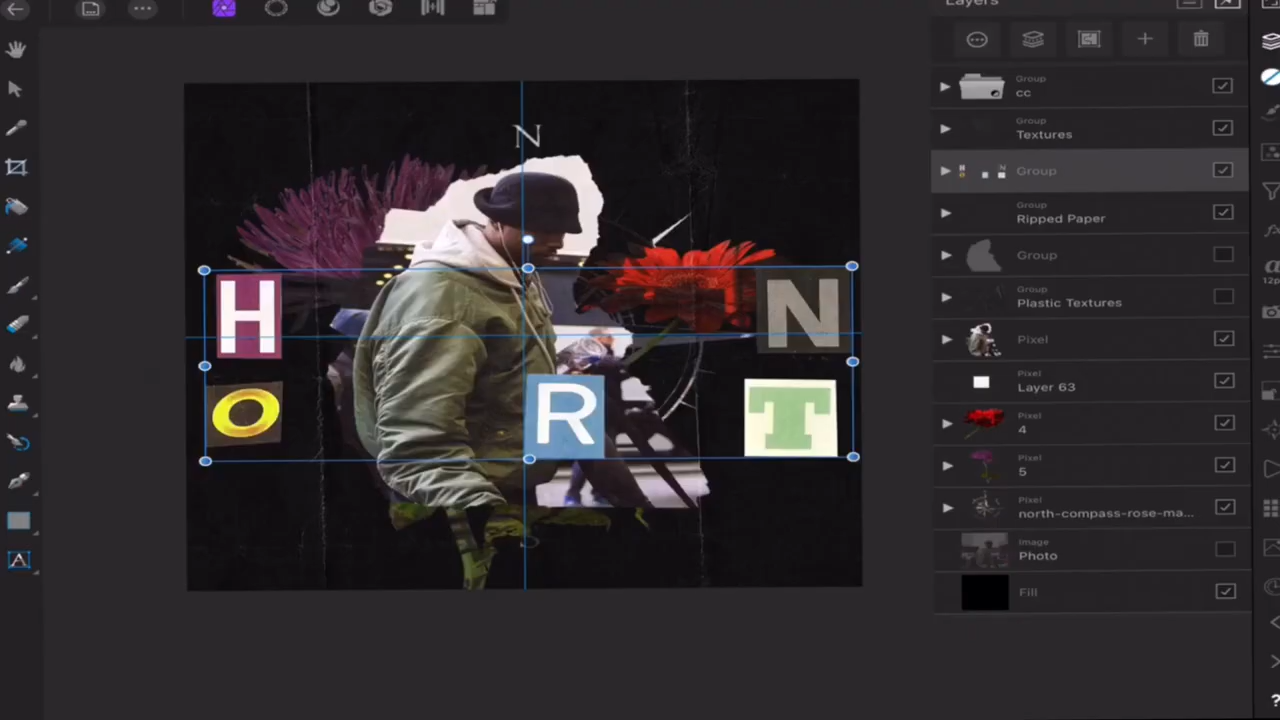 Layers
Group
cc
Group
Textures
Group
Group
Ripped Paper
Group
Group
Plastic Textures
Pixel
Pixel
Layer 63
Pixel
4
Pixel
5
Pixel
north-compass-rose-ma...
Image
Photo
Fill
N
H
N
O
R
T
A
a
12p
?